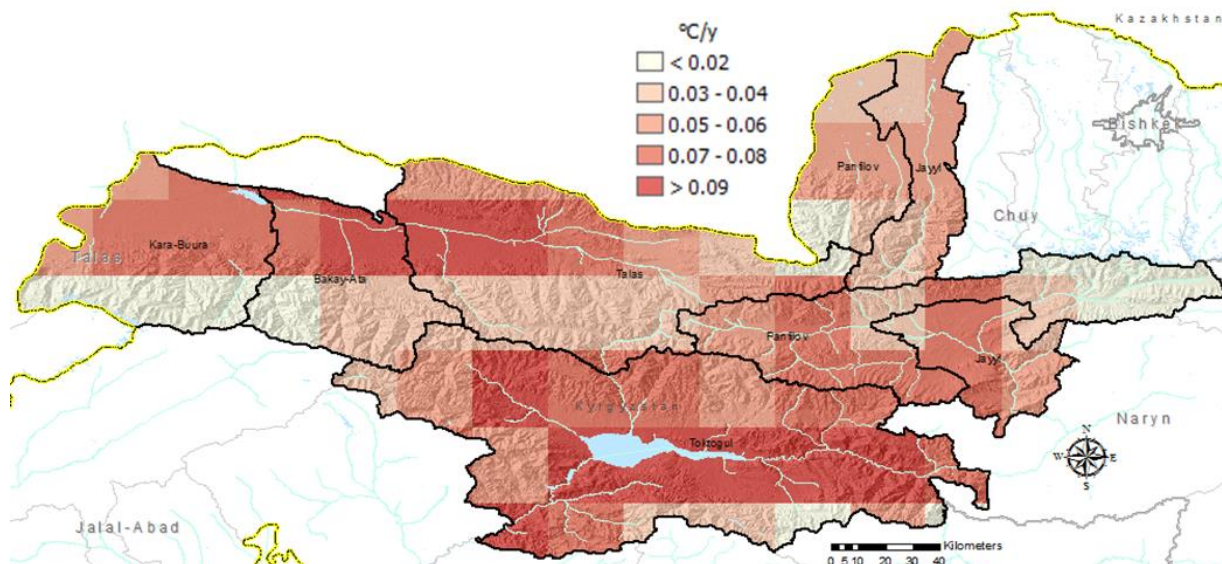 Kazakhstan
°C/y
< 0.02
0.03 - 0.04
0.05 - 0.06
0.07 - 0.08
> 0.09
Bishkek
Panfilov
Jayyl
Chuy
Kara-Buura
Talas
Bakay-Ata
Talas
Panfilov
Jayyl
Kyrgyzstan
Naryn
Toktogul
N
W E
S
Jalal-Abad
Kilometers
0 5 10 20 30 40